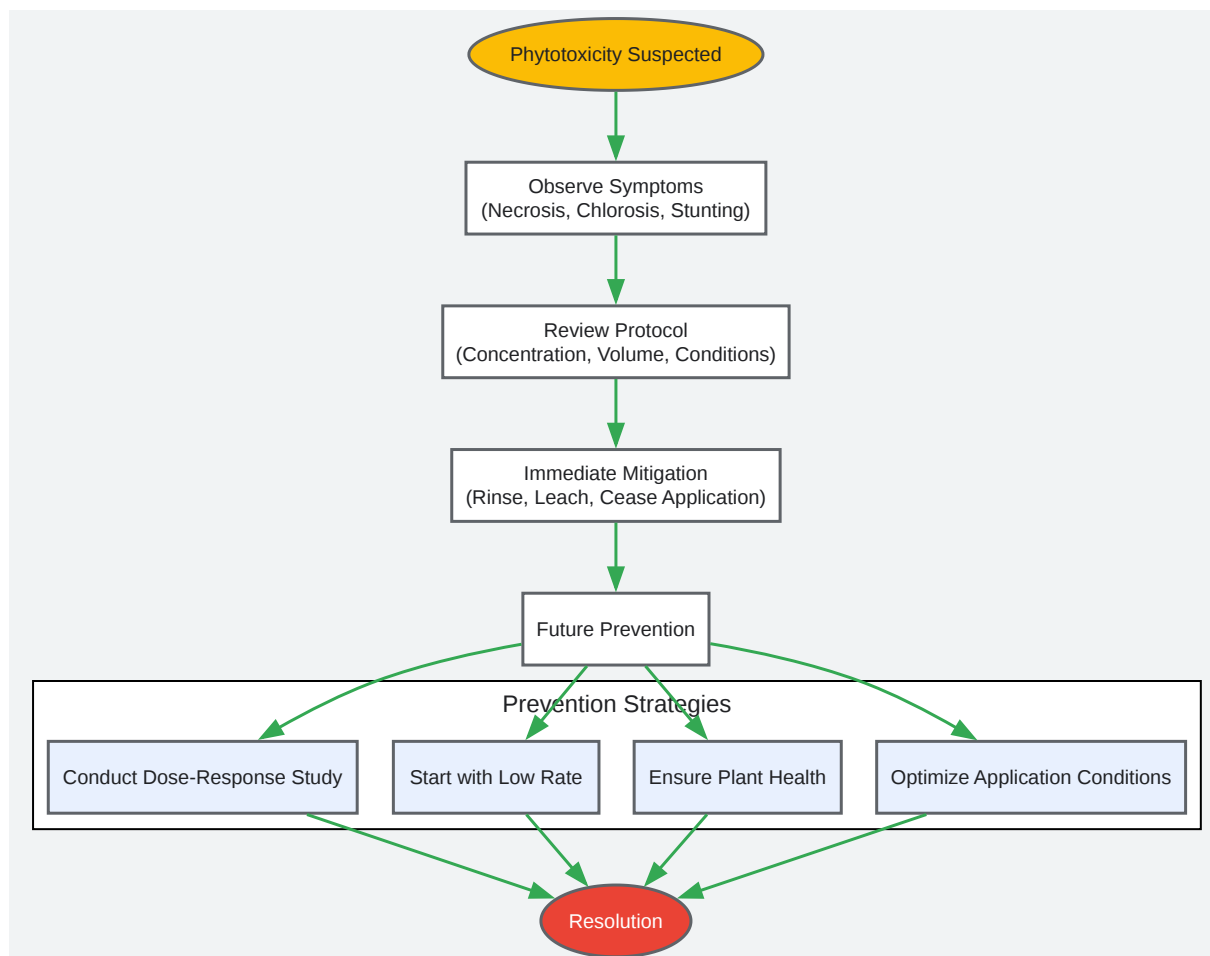 Phytotoxicity Suspected
Observe Symptoms
(Necrosis, Chlorosis, Stunting)
Review Protocol
(Concentration, Volume, Conditions)
Immediate Mitigation
(Rinse, Leach, Cease Application)
Future Prevention
Prevention Strategies
Conduct Dose-Response Study
Start with Low Rate
Ensure Plant Health
Optimize Application Conditions
Resolution